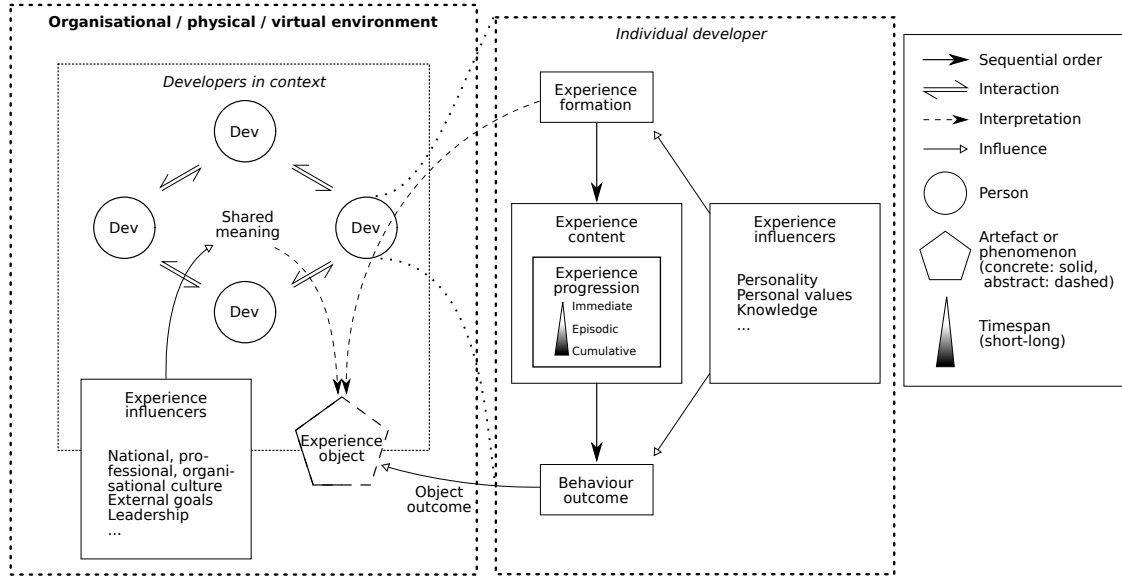 Organisational / physical / virtual environment
Developers in context
Dev
Dev
Shared
meaning
Dev
Dev
Experience
influencers
National, pro-
fessional, organi-
sational culture
External goals
Leadership
...
Experience
object
Object
outcome
Individual developer
Experience
formation
Experience
content
Experience
progression
Immediate
Episodic
Cumulative
Experience
influencers
Personality
Personal values
Knowledge
...
Behaviour
outcome
Sequential order
Interaction
Interpretation
Influence
Person
Artefact or
phenomenon
(concrete: solid,
abstract: dashed)
Timespan
(short-long)